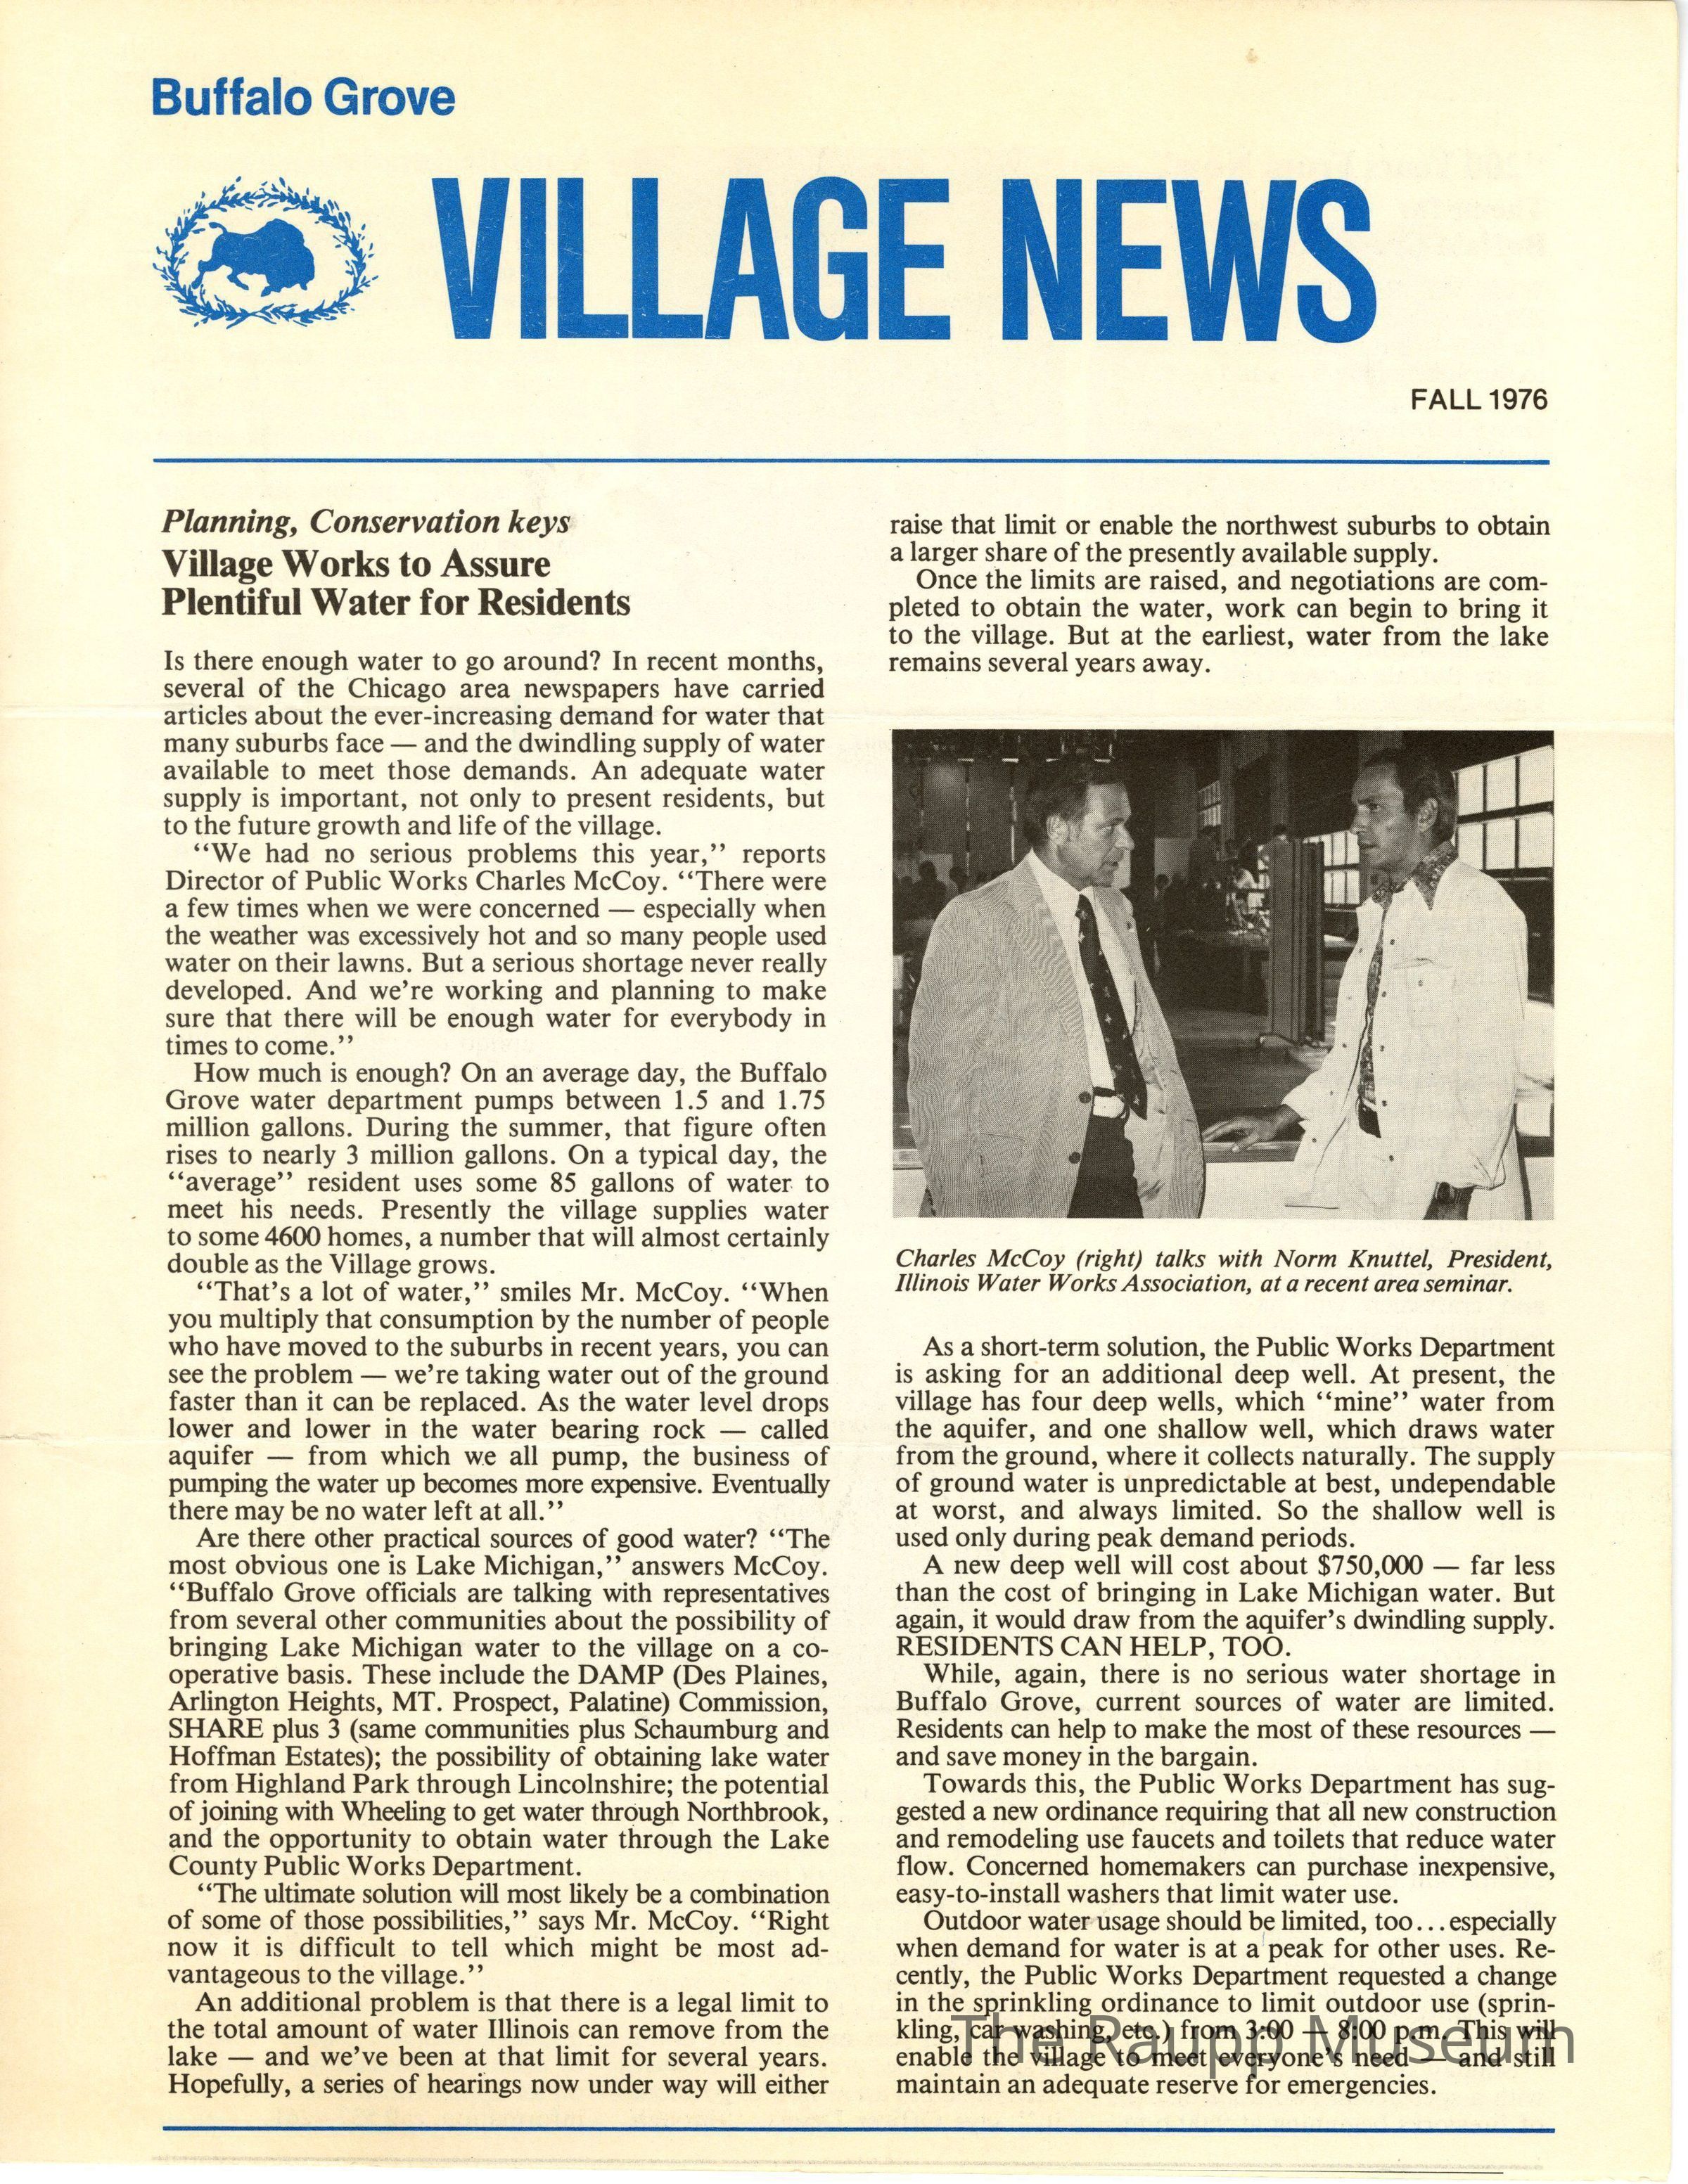 Buffalo Grove
VILLAGE NEWS
FALL 1976
Planning, Conservation keys
Village Works to Assure
Plentiful Water for Residents
Is there enough water to go around? In recent months,
several of the Chicago area newspapers have carried
articles about the ever-increasing demand for water that
many suburbs face — and the dwindling supply of water
available to meet those demands. An adequate water
supply is important, not only to present residents, but
to the future growth and life of the village.
“We had no serious problems this year,” reports
Director of Public Works Charles McCoy. “There were
a few times when we were concerned — especially when
the weather was excessively hot and so many people used
water on their lawns. But a serious shortage never really
developed. And we’re working and planning to make
sure that there will be enough water for everybody in
times to come.”
How much is enough? On an average day, the Buffalo
Grove water department pumps between 1.5 and 1.75
million gallons. During the summer, that figure often
rises to nearly 3 million gallons. On a typical day, the
“average” resident uses some 85 gallons of water to
meet his needs. Presently the village supplies water
to some 4600 homes, a number that will almost certainly
double as the Village grows.
“That’s a lot of water,” smiles Mr. McCoy. “When
you multiply that consumption by the number of people
who have moved to the suburbs in recent years, you can
see the problem — we’re taking water out of the ground
faster than it can be replaced. As the water level drops
lower and lower in the water bearing rock — called
aquifer — from which we all pump, the business of
pumping the water up becomes more expensive. Eventually
there may be no water left at all.”
Are there other practical sources of good water? “The
most obvious one is Lake Michigan,” answers McCoy.
“Buffalo Grove officials are talking with representatives
from several other communities about the possibility of
bringing Lake Michigan water to the village on a co-
operative basis. These include the DAMP (Des Plaines,
Arlington Heights, MT. Prospect, Palatine) Commission,
SHARE plus 3 (same communities plus Schaumburg and
Hoffman Estates); the possibility of obtaining lake water
from Highland Park through Lincolnshire; the potential
of joining with Wheeling to get water through Northbrook,
and the opportunity to obtain water through the Lake
County Public Works Department.
“The ultimate solution will most likely be a combination
of some of those possibilities,” says Mr. McCoy. “Right
now it is difficult to tell which might be most ad-
vantageous to the village.”
An additional problem is that there is a legal limit to
the total amount of water Illinois can remove from the
lake — and we’ve been at that limit for several years.
Hopefully, a series of hearings now under way will either
raise that limit or enable the northwest suburbs to obtain
a larger share of the presently available supply.
Once the limits are raised, and negotiations are com-
pleted to obtain the water, work can begin to bring it
to the village. But at the earliest, water from the lake
remains several years away.
Charles McCoy (right) talks with Norm Knuttel, President,
Illinois Water Works Association, at a recent area seminar.
As a short-term solution, the Public Works Department
is asking for an additional deep well. At present, the
village has four deep wells, which “mine” water from
the aquifer, and one shallow well, which draws water
from the ground, where it collects naturally. The supply
of ground water is unpredictable at best, undependable
at worst, and always limited. So the shallow well is
used only during peak demand periods.
A new deep well will cost about $750,000 — far less
than the cost of bringing in Lake Michigan water. But
again, it would draw from the aquifer’s dwindling supply.
RESIDENTS CAN HELP, TOO.
While, again, there is no serious water shortage in
Buffalo Grove, current sources of water are limited.
Residents can help to make the most of these resources —
and save money in the bargain.
Towards this, the Public Works Department has sug-
gested a new ordinance requiring that all new construction
and remodeling use faucets and toilets that reduce water
flow. Concerned homemakers can purchase inexpensive,
easy-to-install washers that limit water use.
Outdoor water usage should be limited, too...especially
when demand for water is at a peak for other uses. Re-
cently, the Public Works Department requested a change
in the sprinkling ordinance to limit outdoor use (sprin-
kling, car washing, etc.) from 3:00 — 8:00 p.m. This will
enable the village to meet everyone’s need — and still
maintain an adequate reserve for emergencies.
The Raupp Museum